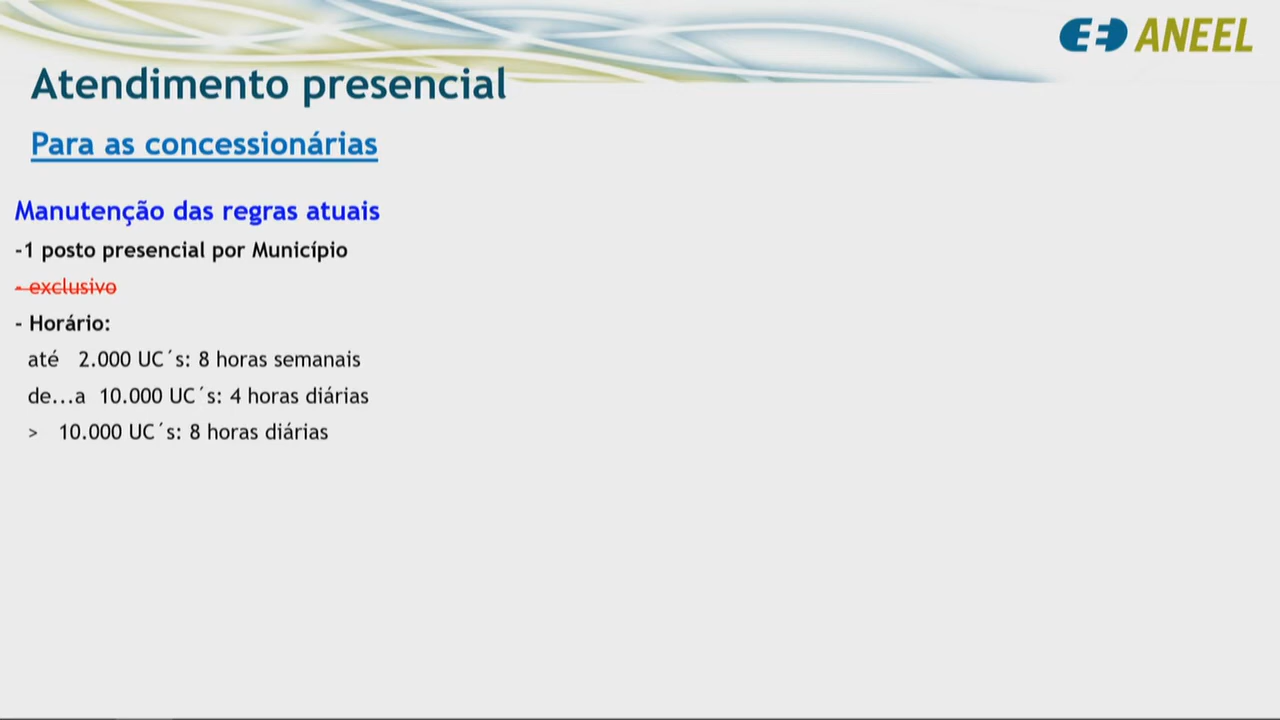 ANEEL
Atendimento presencial
Para as concessionárias
Manutenção das regras atuais
-1 posto presencial por Município
- exclusivo
- Horário:
até 2.000 UC´s: 8 horas semanais
de...a 10.000 UC´s: 4 horas diárias
> 10.000 UC´s: 8 horas diárias